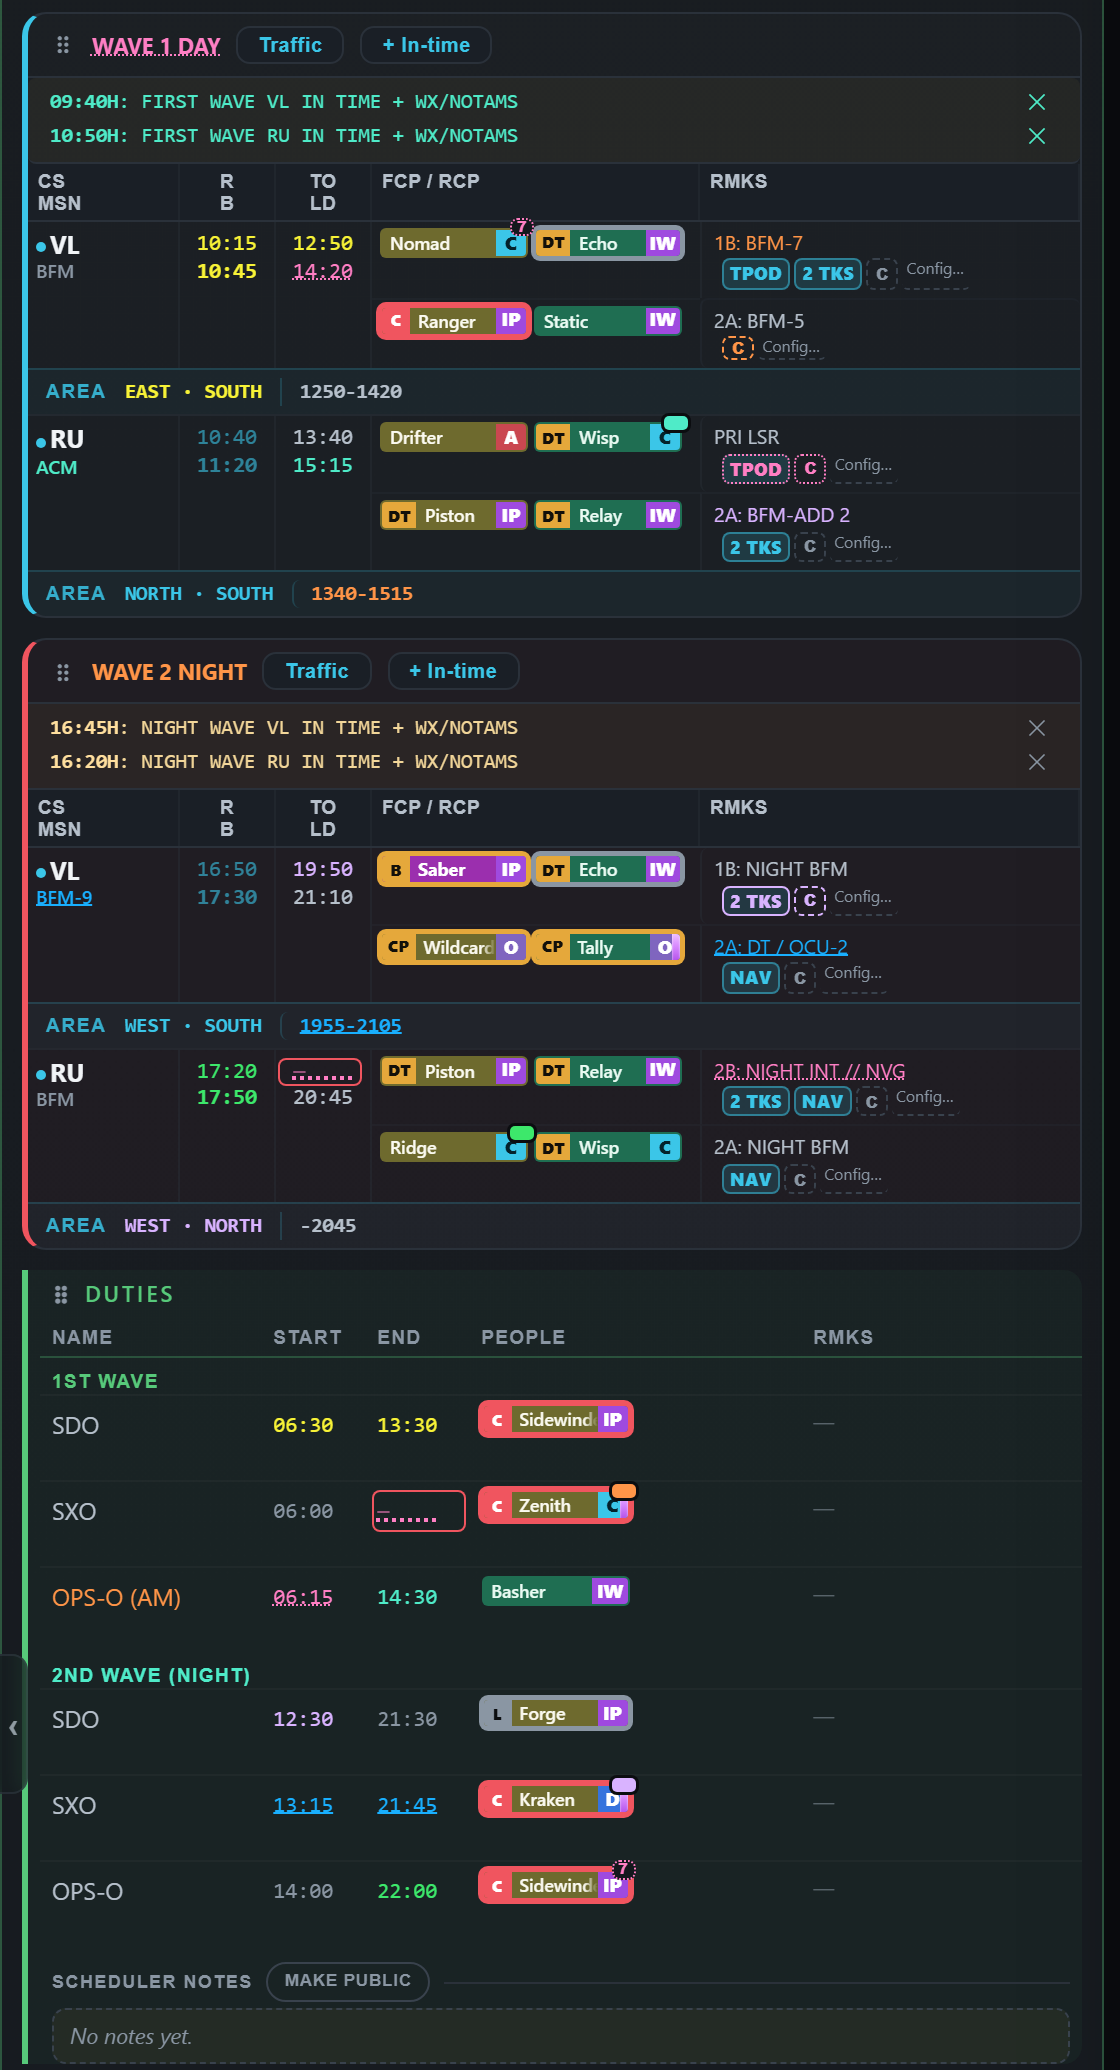 WAVE 1 DAY Traffic + In-time
09:40H: FIRST WAVE VL IN TIME + WX/NOTAMS
10:50H: FIRST WAVE RU IN TIME + WX/NOTAMS
CS R TO FCP / RCP RMKS
MSN B LD
VL 10:15 12:50 Nomad C 7 DT Echo IW 1B: BFM-7
BFM 10:45 14:20 TPOD 2 TKS C Config...
C Ranger IP Static IW 2A: BFM-5
C Config...
AREA EAST · SOUTH 1250-1420
RU 10:40 13:40 Drifter A DT Wisp C PRI LSR
ACM 11:20 15:15 TPOD C Config...
DT Piston IP DT Relay IW 2A: BFM-ADD 2
2 TKS C Config...
AREA NORTH · SOUTH 1340-1515
WAVE 2 NIGHT Traffic + In-time
16:45H: NIGHT WAVE VL IN TIME + WX/NOTAMS
16:20H: NIGHT WAVE RU IN TIME + WX/NOTAMS
CS R TO FCP / RCP RMKS
MSN B LD
VL 16:50 19:50 B Saber IP DT Echo IW 1B: NIGHT BFM
BFM-9 17:30 21:10 2 TKS C Config...
CP Wildcard O CP Tally O 2A: DT / OCU-2
NAV C Config...
AREA WEST · SOUTH 1955-2105
RU 17:20 — DT Piston IP DT Relay IW 2B: NIGHT INT // NVG
BFM 17:50 20:45 2 TKS NAV C Config...
Ridge C DT Wisp C 2A: NIGHT BFM
NAV C Config...
AREA WEST · NORTH -2045
DUTIES
NAME START END PEOPLE RMKS
1ST WAVE
SDO 06:30 13:30 C Sidewind IP —
SXO 06:00 — C Zenith C —
OPS-O (AM) 06:15 14:30 Basher IW —
2ND WAVE (NIGHT)
SDO 12:30 21:30 L Forge IP —
SXO 13:15 21:45 C Kraken D —
OPS-O 14:00 22:00 C Sidewind IP 7 —
SCHEDULER NOTES MAKE PUBLIC
No notes yet.